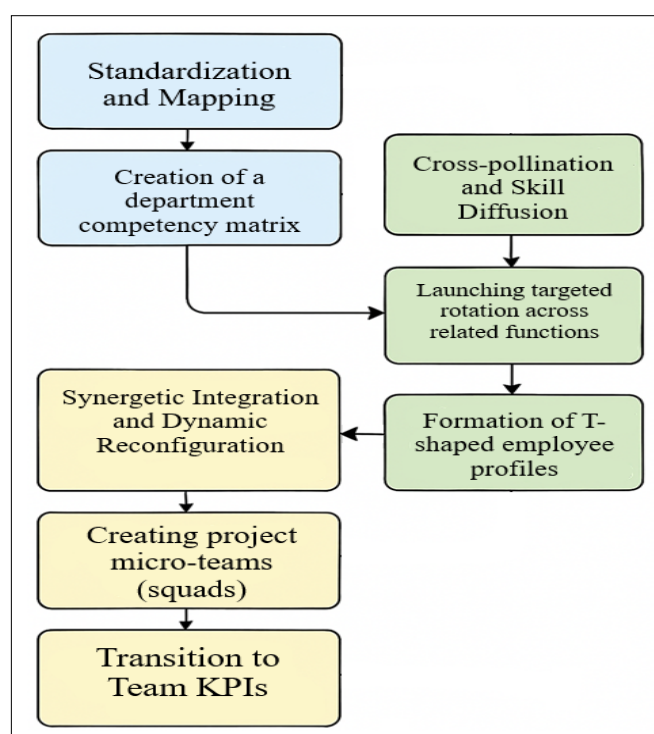 Standardization
and Mapping
Creation of a
department
competency matrix
Cross-pollination
and Skill
Diffusion
Launching targeted
rotation across
related functions
Formation of T-
shaped employee
profiles
Synergetic Integration
and Dynamic
Reconfiguration
Creating project
micro-teams
(squads)
Transition to
Team KPIs